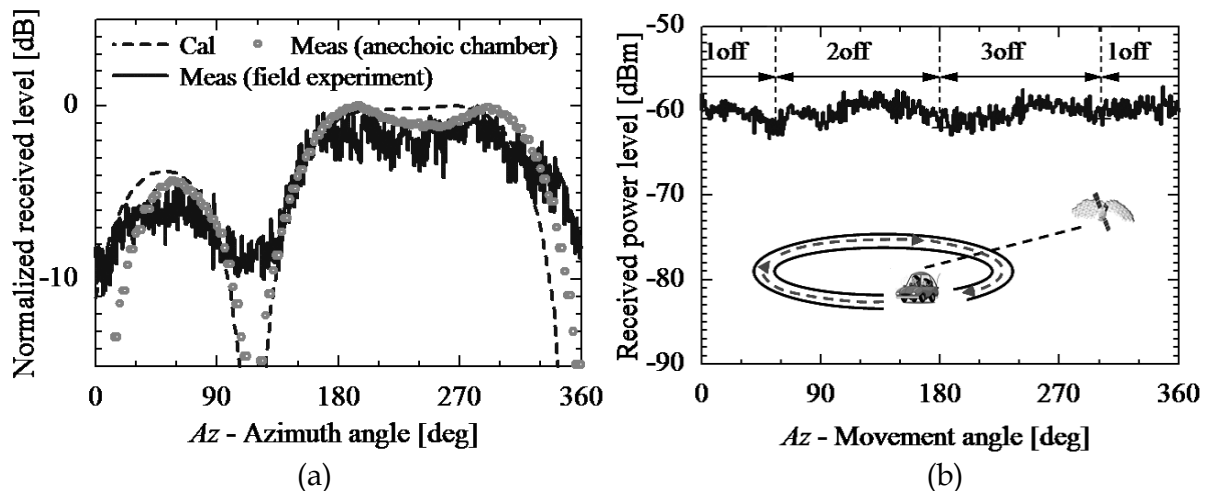 Normalized received level [dB]
Cal
Meas (anechoic chamber)
Meas (field experiment)
0
-10
0
90
180
270
360
Az - Azimuth angle [deg]
(a)
Received power level [dBm]
-50
-60
-70
-80
-90
1off
2off
3off
1off
0
90
180
270
360
Az - Movement angle [deg]
(b)